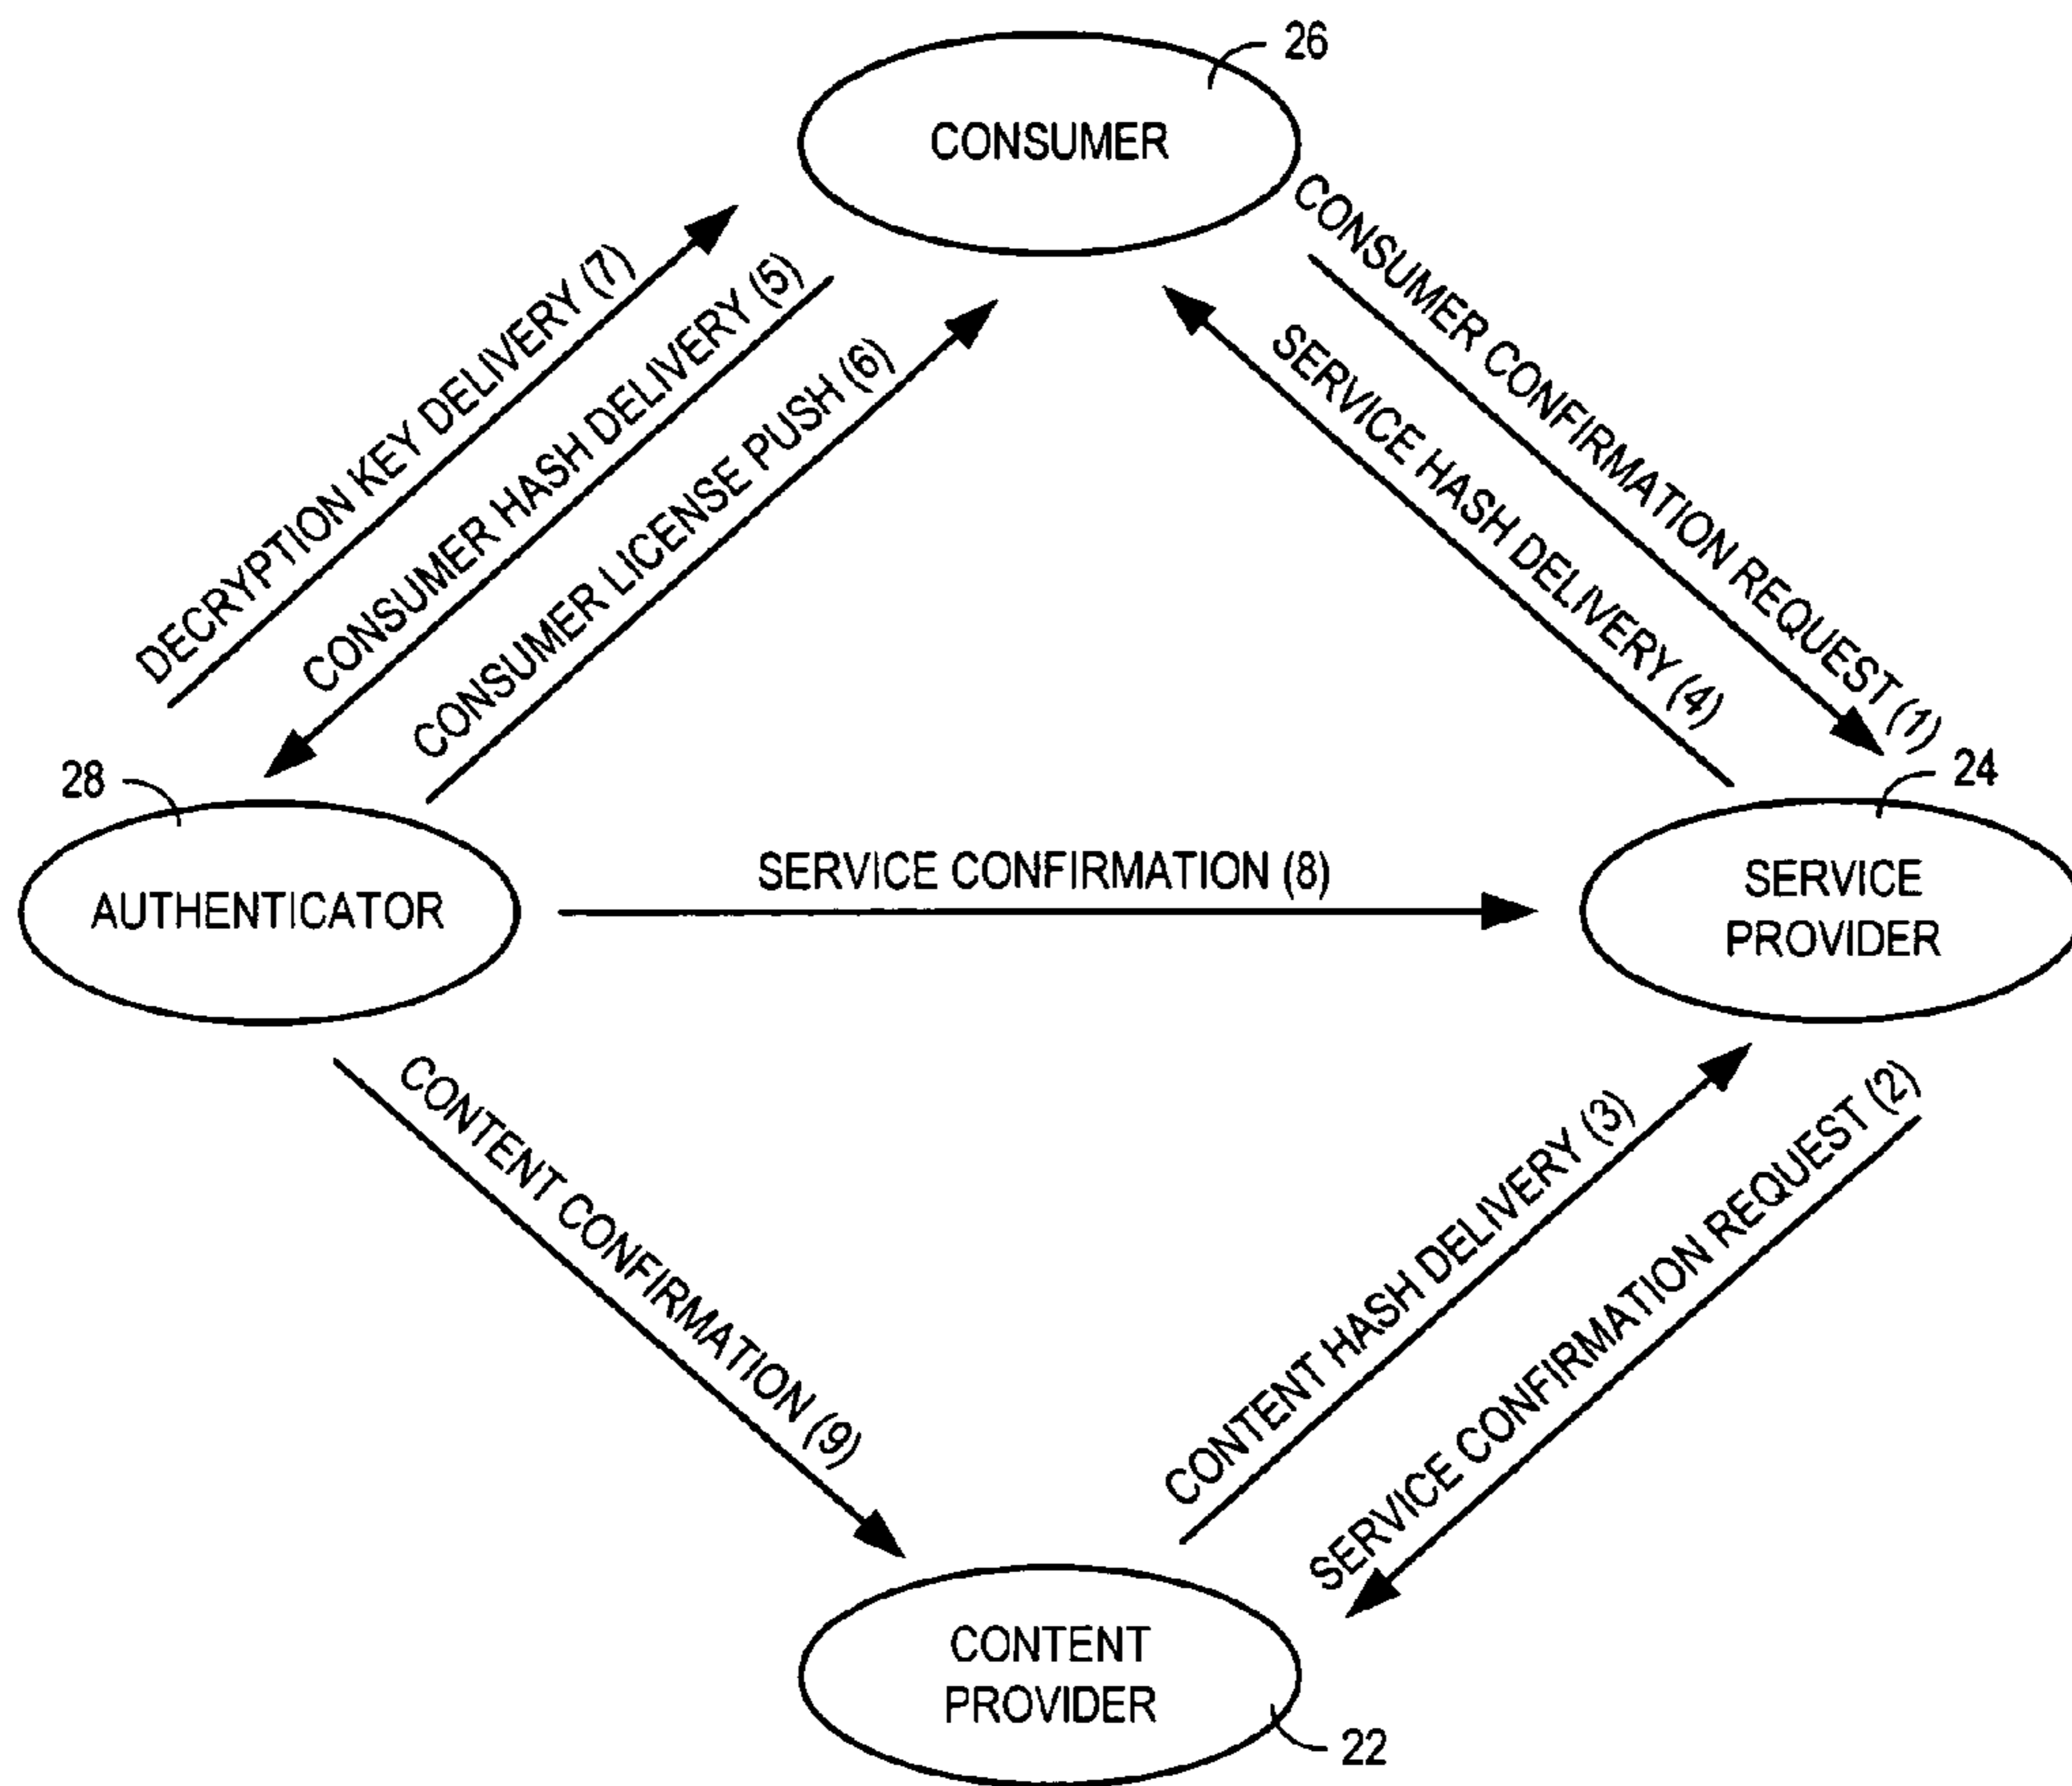 26
CONSUMER
CONSUMER CONFIRMATION REQUEST (1)
SERVICE HASH DELIVERY (4)
DECRYPTION KEY DELIVERY (7)
CONSUMER HASH DELIVERY (5)
CONSUMER LICENSE PUSH (6)
28
24
AUTHENTICATOR
SERVICE CONFIRMATION (8)
SERVICE
PROVIDER
CONTENT CONFIRMATION (9)
CONTENT HASH DELIVERY (3)
SERVICE CONFIRMATION REQUEST (2)
CONTENT
PROVIDER
22